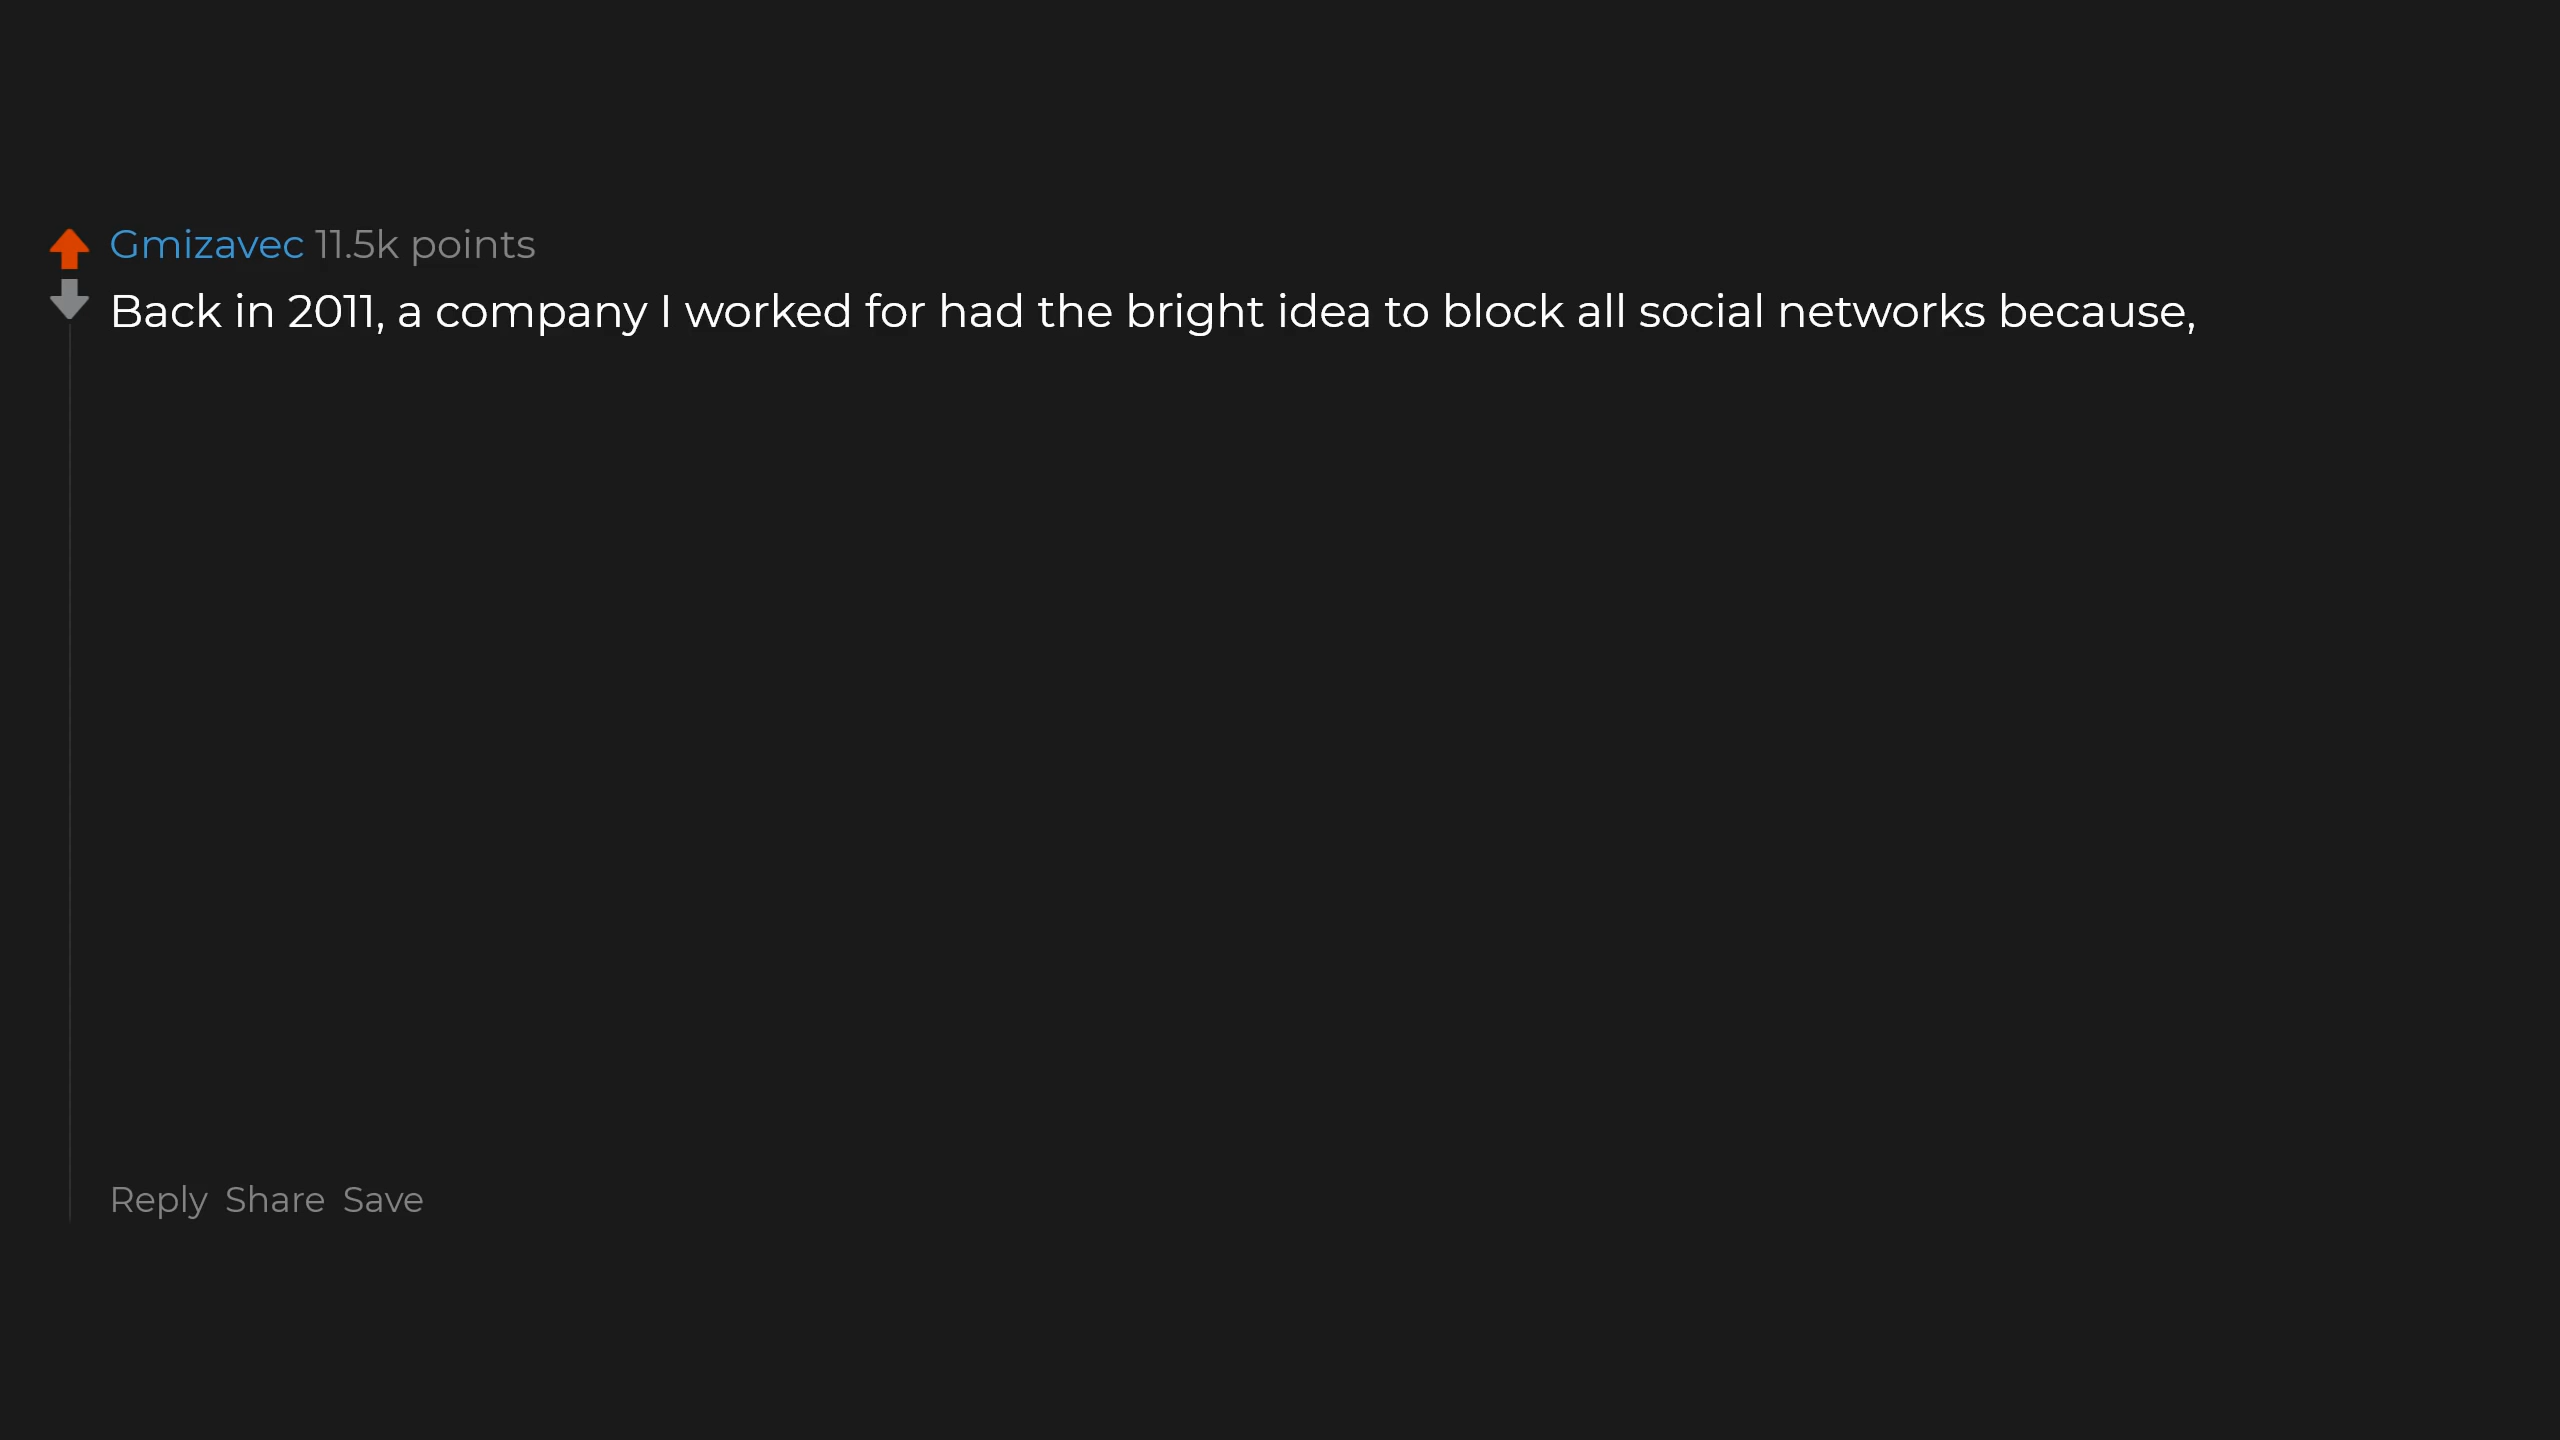 Gmizavec 11.5k points
Back in 2011, a company I worked for had the bright idea to block all social networks because,
Reply Share Save